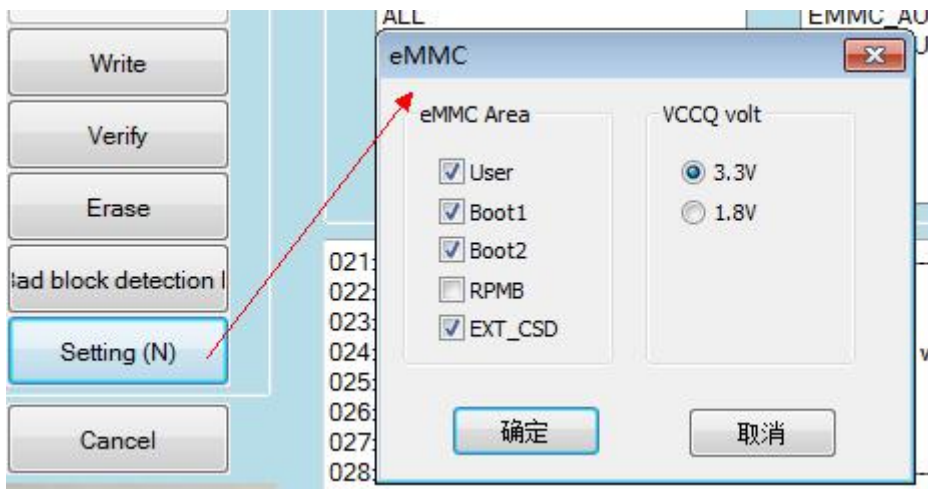 ALL
EMMC_AU
Write
Verify
Erase
ad block detection
Setting (N)
Cancel
eMMC
eMMC Area
User
Boot1
Boot2
RPMB
EXT_CSD
VCCQ volt
3.3V
1.8V
确定
取消
021:
022:
023:
024:
025:
026:
027:
028: